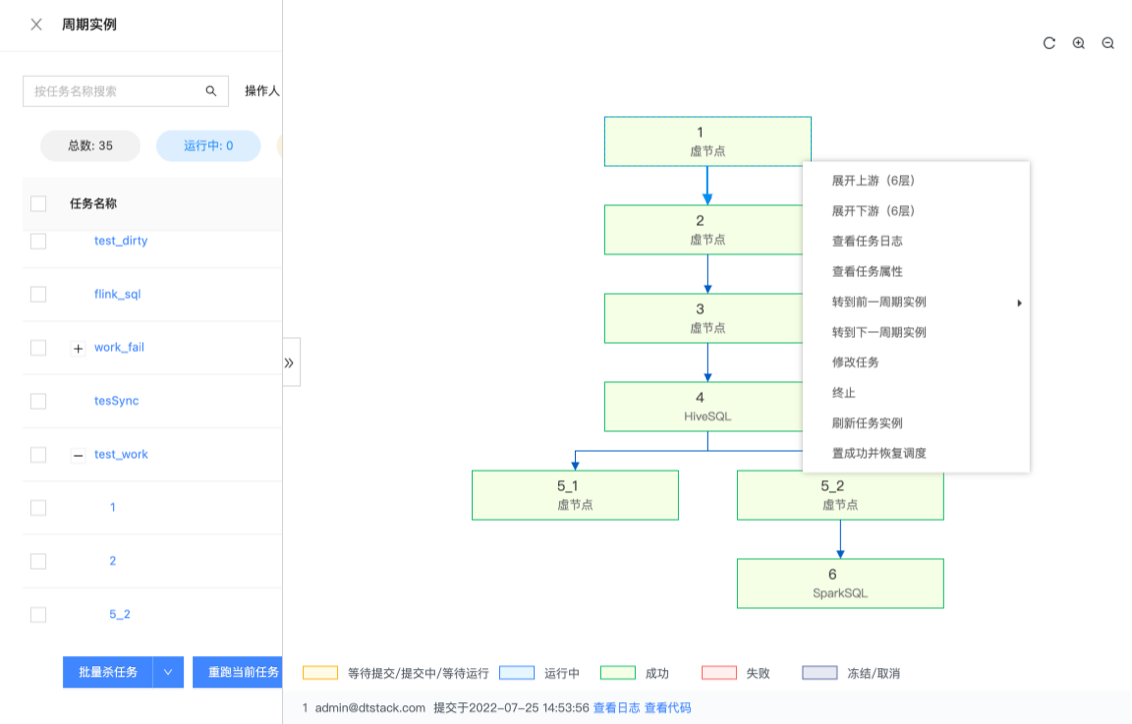 周期实例
按任务名称搜索
操作人
总数: 35
运行中: 0
任务名称
test_dirty
flink_sql
work_fail
tesSync
test_work
1
2
5_2
批量杀任务
重跑当前任务
1
虚节点
2
虚节点
3
虚节点
4
HiveSQL
5_1
虚节点
5_2
虚节点
6
SparkSQL
展开上游（6层）
展开下游（6层）
查看任务日志
查看任务属性
转到前一周期实例
转到下一周期实例
修改任务
终止
刷新任务实例
置成功并恢复调度
等待提交/提交中/等待运行
运行中
成功
失败
冻结/取消
1 admin@dtstack.com 提交于2022-07-25 14:53:56 查看日志 查看代码